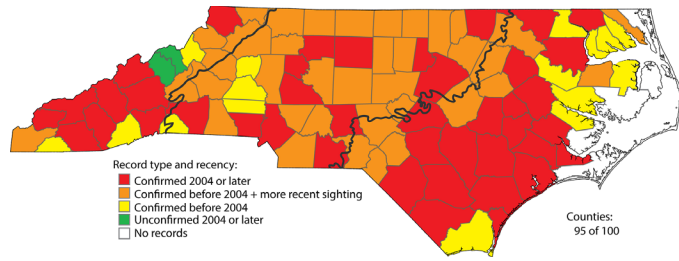 Record type and recency:
Confirmed 2004 or later
Confirmed before 2004 + more recent sighting
Confirmed before 2004
Unconfirmed 2004 or later
No records
Counties:
95 of 100